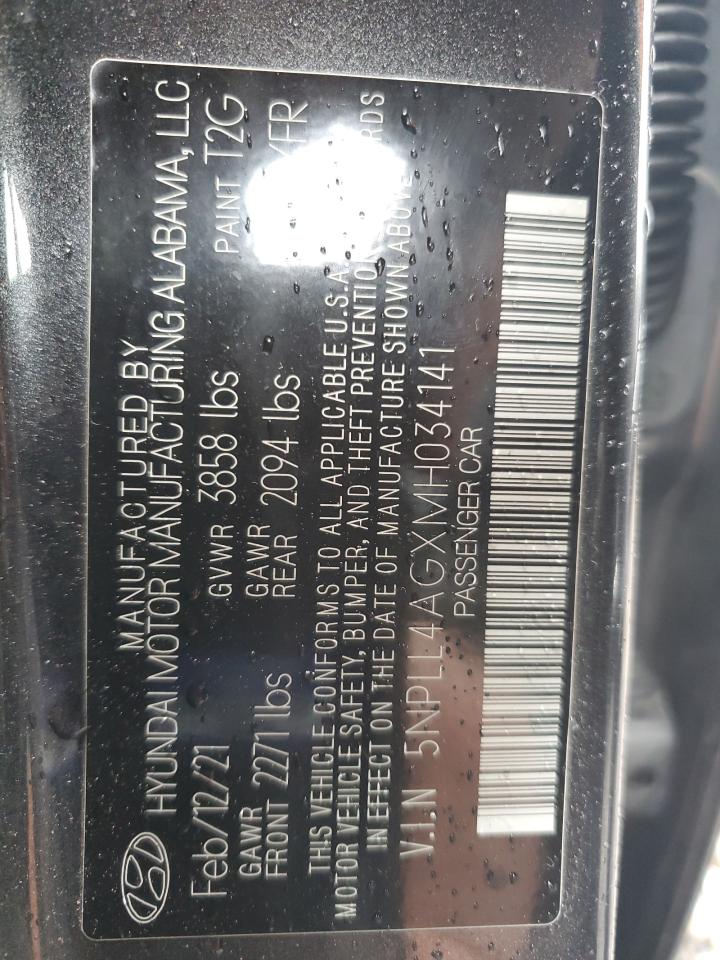 MANUFACTURED BY
HYUNDAI MOTOR MANUFACTURING ALABAMA, LLC
Feb/12/21 GVWR 3858 lbs PAINT T2G
GAWR FRONT 2271 lbs GAWR REAR 2094 lbs
THIS VEHICLE CONFORMS TO ALL APPLICABLE U.S.A.
MOTOR VEHICLE SAFETY, BUMPER, AND THEFT PREVENTION
IN EFFECT ON THE DATE OF MANUFACTURE SHOWN ABOVE
V.I.N 5NPLL4AGXMH034141
PASSENGER CAR